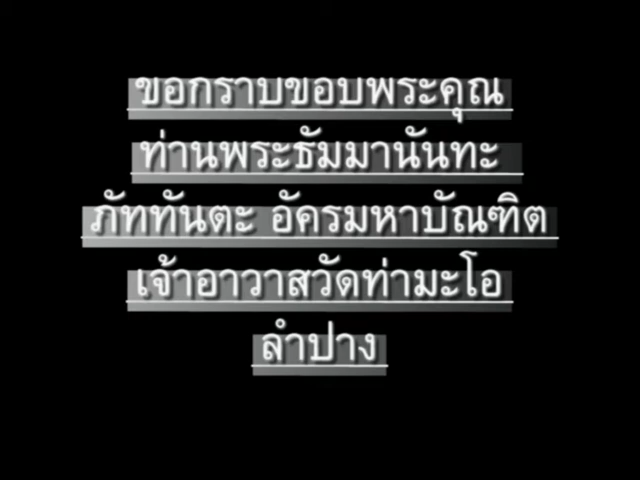 ขอกราบขอบพระคุณ
ท่านพระธัมมานันทะ
ภัททันตะ อัครมหาบัณฑิต
เจ้าอาวาสวัดท่ามะโอ
ลำปาง